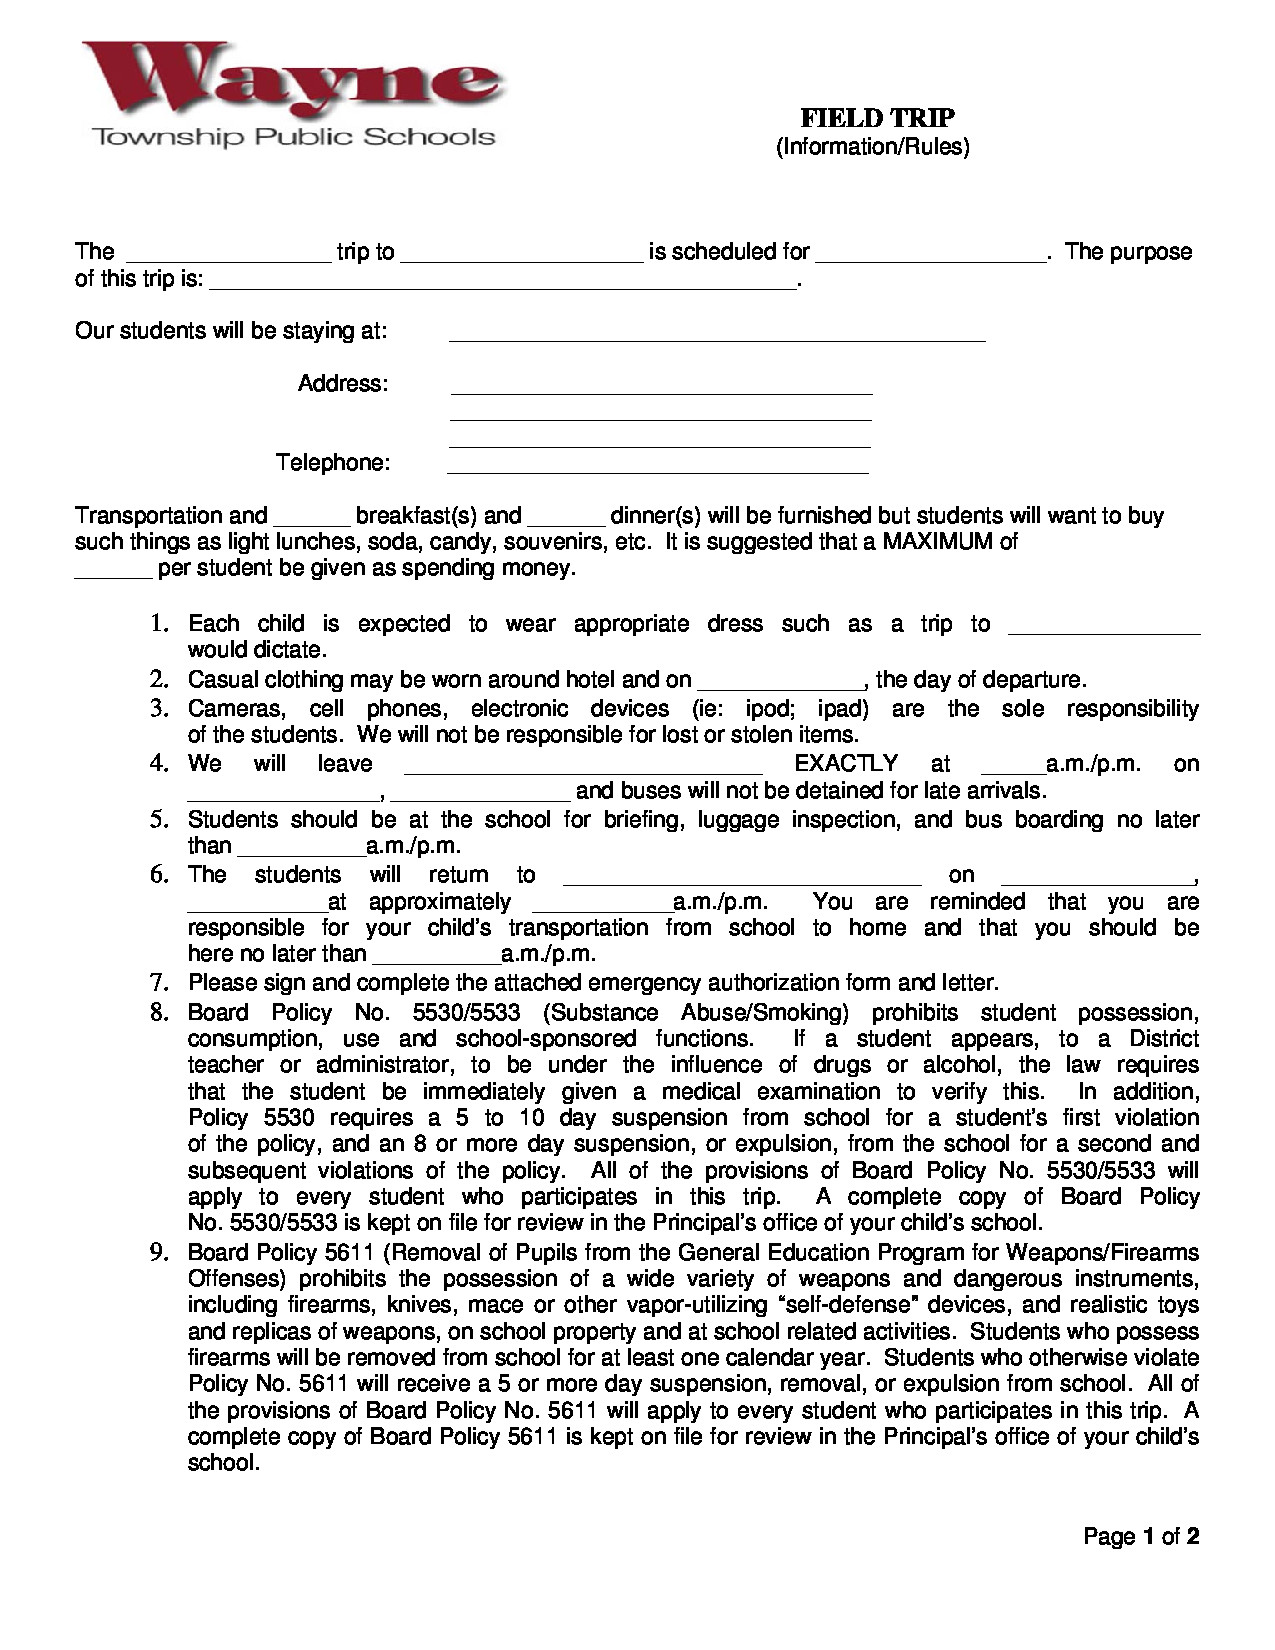 Wayne
Township Public Schools
FIELD TRIP
(Information/Rules)
The ________________ trip to ___________________ is scheduled for __________________. The purpose
of this trip is: ______________________________________________.
Our students will be staying at: __________________________________________
Address: _________________________________
_________________________________
_________________________________
Telephone: _________________________________
Transportation and ______ breakfast(s) and ______ dinner(s) will be furnished but students will want to buy
such things as light lunches, soda, candy, souvenirs, etc. It is suggested that a MAXIMUM of
______ per student be given as spending money.
1. Each child is expected to wear appropriate dress such as a trip to _______________
would dictate.
2. Casual clothing may be worn around hotel and on _____________, the day of departure.
3. Cameras, cell phones, electronic devices (ie: ipod; ipad) are the sole responsibility
of the students. We will not be responsible for lost or stolen items.
4. We will leave ____________________________ EXACTLY at _____a.m./p.m. on
_______________, ______________ and buses will not be detained for late arrivals.
5. Students should be at the school for briefing, luggage inspection, and bus boarding no later
than __________a.m./p.m.
6. The students will return to ____________________________ on _______________,
___________at approximately ___________a.m./p.m. You are reminded that you are
responsible for your child’s transportation from school to home and that you should be
here no later than __________a.m./p.m.
7. Please sign and complete the attached emergency authorization form and letter.
8. Board Policy No. 5530/5533 (Substance Abuse/Smoking) prohibits student possession,
consumption, use and school-sponsored functions. If a student appears, to a District
teacher or administrator, to be under the influence of drugs or alcohol, the law requires
that the student be immediately given a medical examination to verify this. In addition,
Policy 5530 requires a 5 to 10 day suspension from school for a student’s first violation
of the policy, and an 8 or more day suspension, or expulsion, from the school for a second and
subsequent violations of the policy. All of the provisions of Board Policy No. 5530/5533 will
apply to every student who participates in this trip. A complete copy of Board Policy
No. 5530/5533 is kept on file for review in the Principal’s office of your child’s school.
9. Board Policy 5611 (Removal of Pupils from the General Education Program for Weapons/Firearms
Offenses) prohibits the possession of a wide variety of weapons and dangerous instruments,
including firearms, knives, mace or other vapor-utilizing “self-defense” devices, and realistic toys
and replicas of weapons, on school property and at school related activities. Students who possess
firearms will be removed from school for at least one calendar year. Students who otherwise violate
Policy No. 5611 will receive a 5 or more day suspension, removal, or expulsion from school. All of
the provisions of Board Policy No. 5611 will apply to every student who participates in this trip. A
complete copy of Board Policy 5611 is kept on file for review in the Principal’s office of your child’s
school.
Page 1 of 2